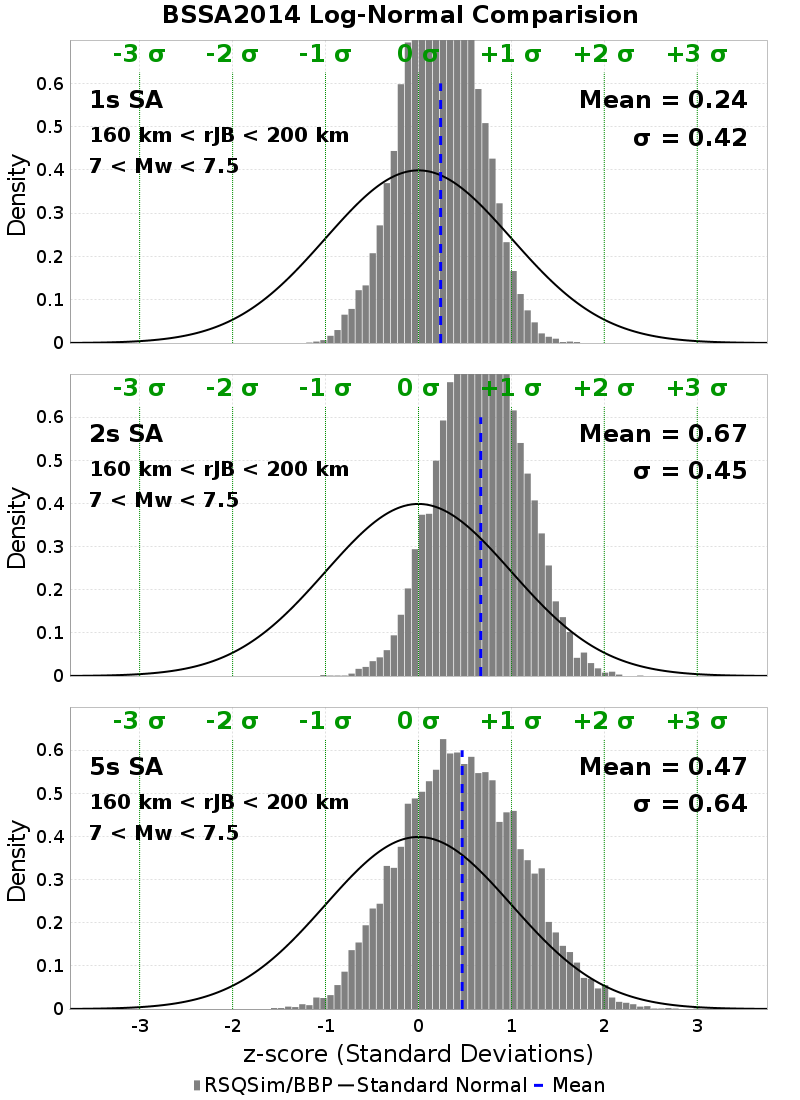 BSSA2014 Log-Normal Comparision
-3 σ -2 σ -1 σ 0 σ +1 σ +2 σ +3 σ
1s SA
Mean = 0.24
160 km < rJB < 200 km
σ = 0.42
7 < Mw < 7.5
Density
0.6
0.5
0.4
0.3
0.2
0.1
0
-3 σ -2 σ -1 σ 0 σ +1 σ +2 σ +3 σ
2s SA
Mean = 0.67
160 km < rJB < 200 km
σ = 0.45
7 < Mw < 7.5
Density
0.6
0.5
0.4
0.3
0.2
0.1
0
-3 σ -2 σ -1 σ 0 σ +1 σ +2 σ +3 σ
5s SA
Mean = 0.47
160 km < rJB < 200 km
σ = 0.64
7 < Mw < 7.5
Density
0.6
0.5
0.4
0.3
0.2
0.1
0
-3 -2 -1 0 1 2 3
z-score (Standard Deviations)
RSQSim/BBP Standard Normal Mean